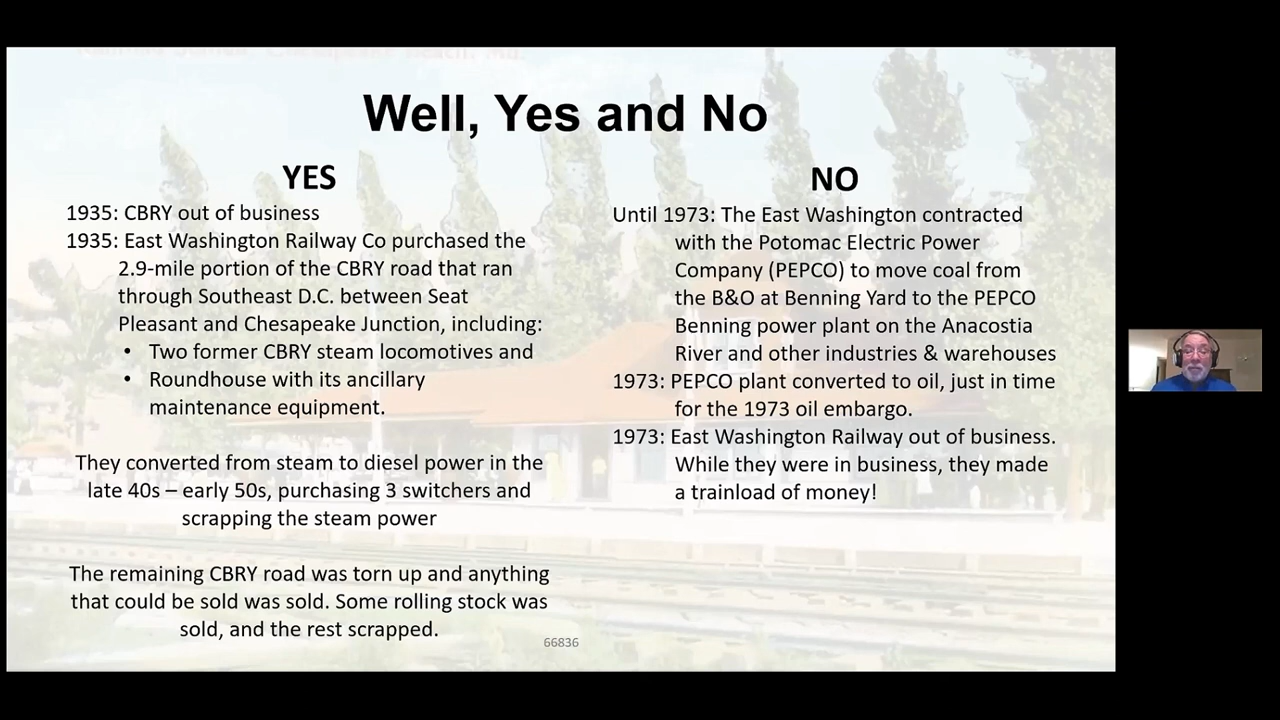 Well, Yes and No
YES
1935: CBRY out of business
1935: East Washington Railway Co purchased the
2.9-mile portion of the CBRY road that ran
through Southeast D.C. between Seat
Pleasant and Chesapeake Junction, including:
• Two former CBRY steam locomotives and
• Roundhouse with its ancillary
maintenance equipment.
They converted from steam to diesel power in the
late 40s – early 50s, purchasing 3 switchers and
scrapping the steam power
The remaining CBRY road was torn up and anything
that could be sold was sold. Some rolling stock was
sold, and the rest scrapped.
NO
Until 1973: The East Washington contracted
with the Potomac Electric Power
Company (PEPCO) to move coal from
the B&O at Benning Yard to the PEPCO
Benning power plant on the Anacostia
River and other industries & warehouses
1973: PEPCO plant converted to oil, just in time
for the 1973 oil embargo.
1973: East Washington Railway out of business.
While they were in business, they made
a trainload of money!
66836